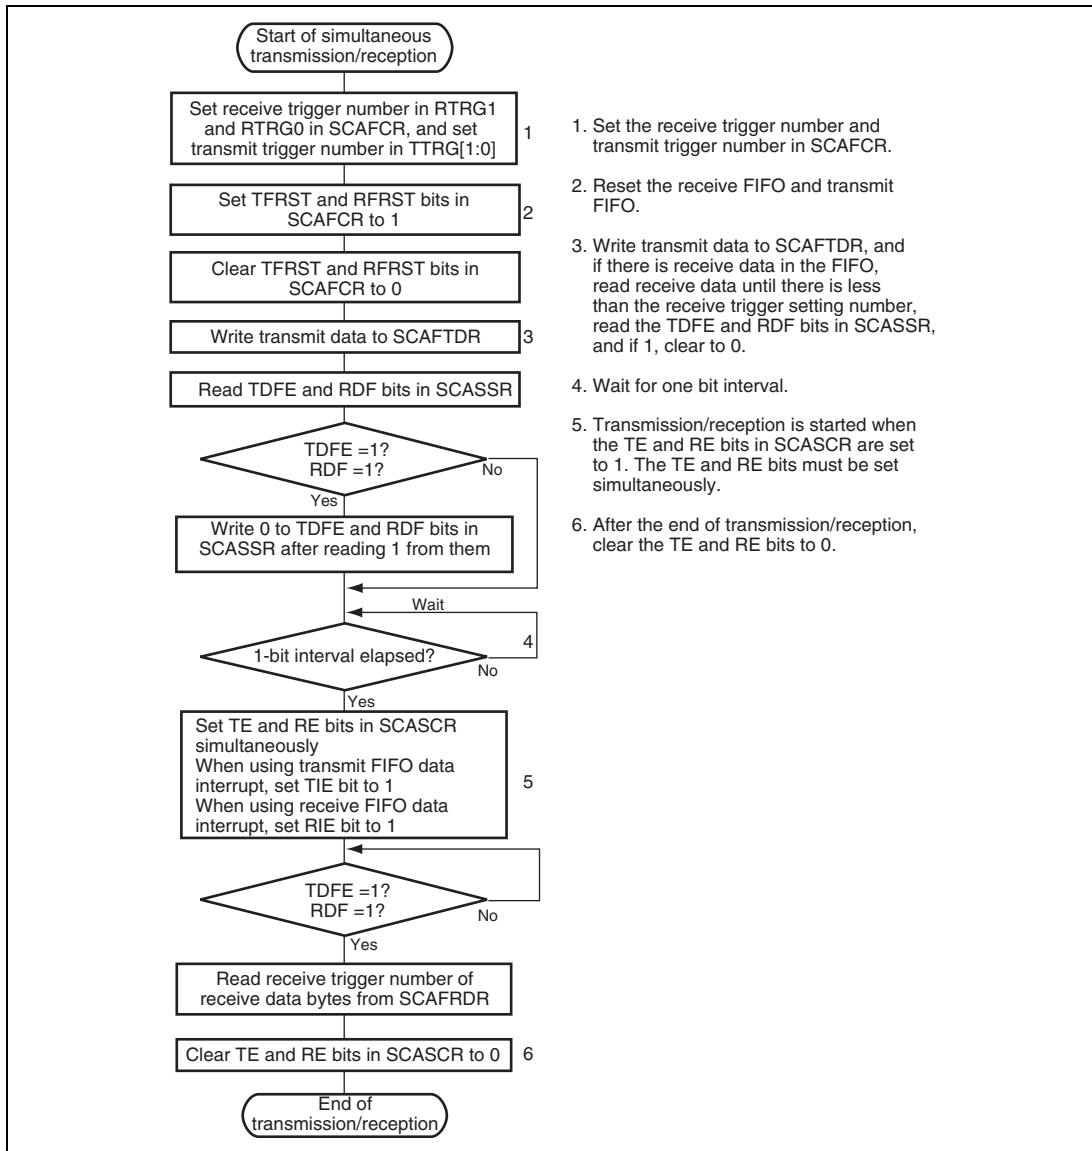 Start of simultaneous
transmission/reception
Set receive trigger number in RTRG1
and RTRG0 in SCAFCR, and set
transmit trigger number in TTRG[1:0]
1
Set TFRST and RFRST bits in
SCAFCR to 1
2
Clear TFRST and RFRST bits in
SCAFCR to 0
Write transmit data to SCAFTDR
3
Read TDFE and RDF bits in SCASSR
TDFE =1?
RDF =1?
No
Yes
Write 0 to TDFE and RDF bits in
SCASSR after reading 1 from them
Wait
1-bit interval elapsed?
4
No
Yes
Set TE and RE bits in SCASCR
simultaneously
When using transmit FIFO data
interrupt, set TIE bit to 1
When using receive FIFO data
interrupt, set RIE bit to 1
5
TDFE =1?
RDF =1?
No
Yes
Read receive trigger number of
receive data bytes from SCAFRDR
Clear TE and RE bits in SCASCR to 0
6
End of
transmission/reception
1. Set the receive trigger number and
transmit trigger number in SCAFCR.
2. Reset the receive FIFO and transmit
FIFO.
3. Write transmit data to SCAFTDR, and
if there is receive data in the FIFO,
read receive data until there is less
than the receive trigger setting number,
read the TDFE and RDF bits in SCASSR,
and if 1, clear to 0.
4. Wait for one bit interval.
5. Transmission/reception is started when
the TE and RE bits in SCASCR are set
to 1. The TE and RE bits must be set
simultaneously.
6. After the end of transmission/reception,
clear the TE and RE bits to 0.